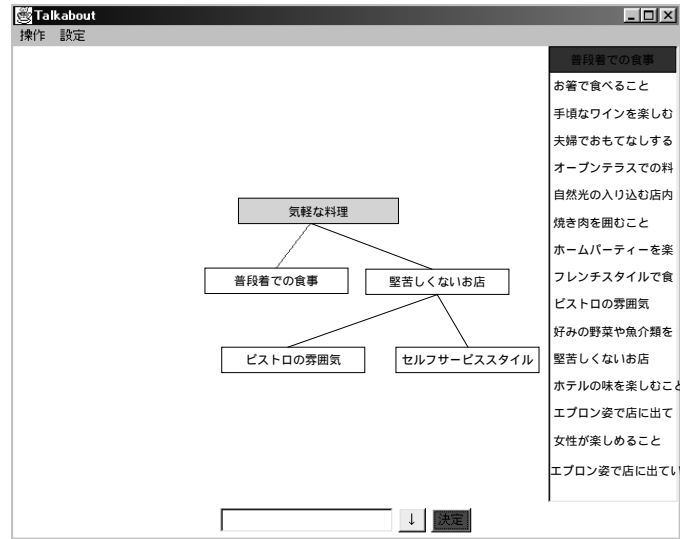 Talkabout
操作 設定
普段着での食事
お箸で食べること
手頃なワインを楽しむ
夫婦でおもてなしする
オープンテラスでの料
自然光の入り込む店内
焼き肉を囲むこと
ホームパーティーを楽
フレンチスタイルで食
ビストロの雰囲気
好みの野菜や魚介類を
堅苦しくないお店
ホテルの味を楽しむこと
エプロン姿で店に出て
女性が楽しめること
エプロン姿で店に出てい
気軽な料理
普段着での食事
堅苦しくないお店
ビストロの雰囲気
セルフサービススタイル
↓
決定